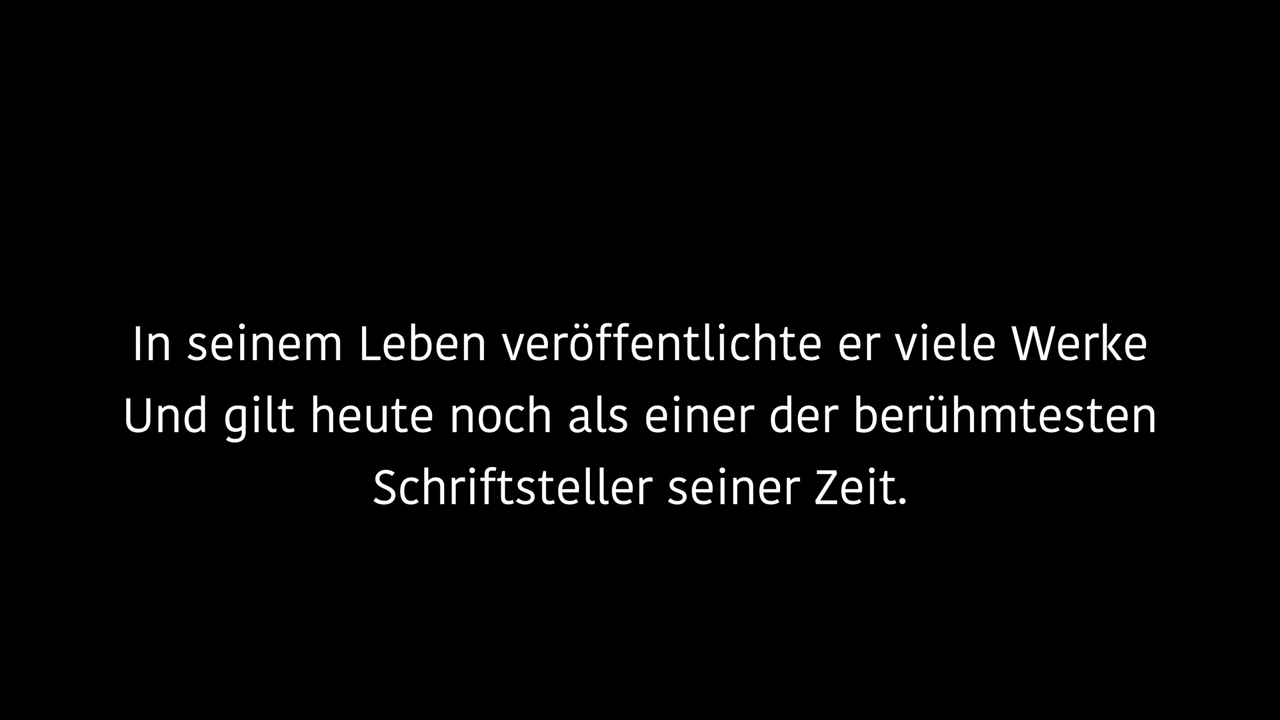 In seinem Leben veröffentlichte er viele Werke
Und gilt heute noch als einer der berühmtesten
Schriftsteller seiner Zeit.